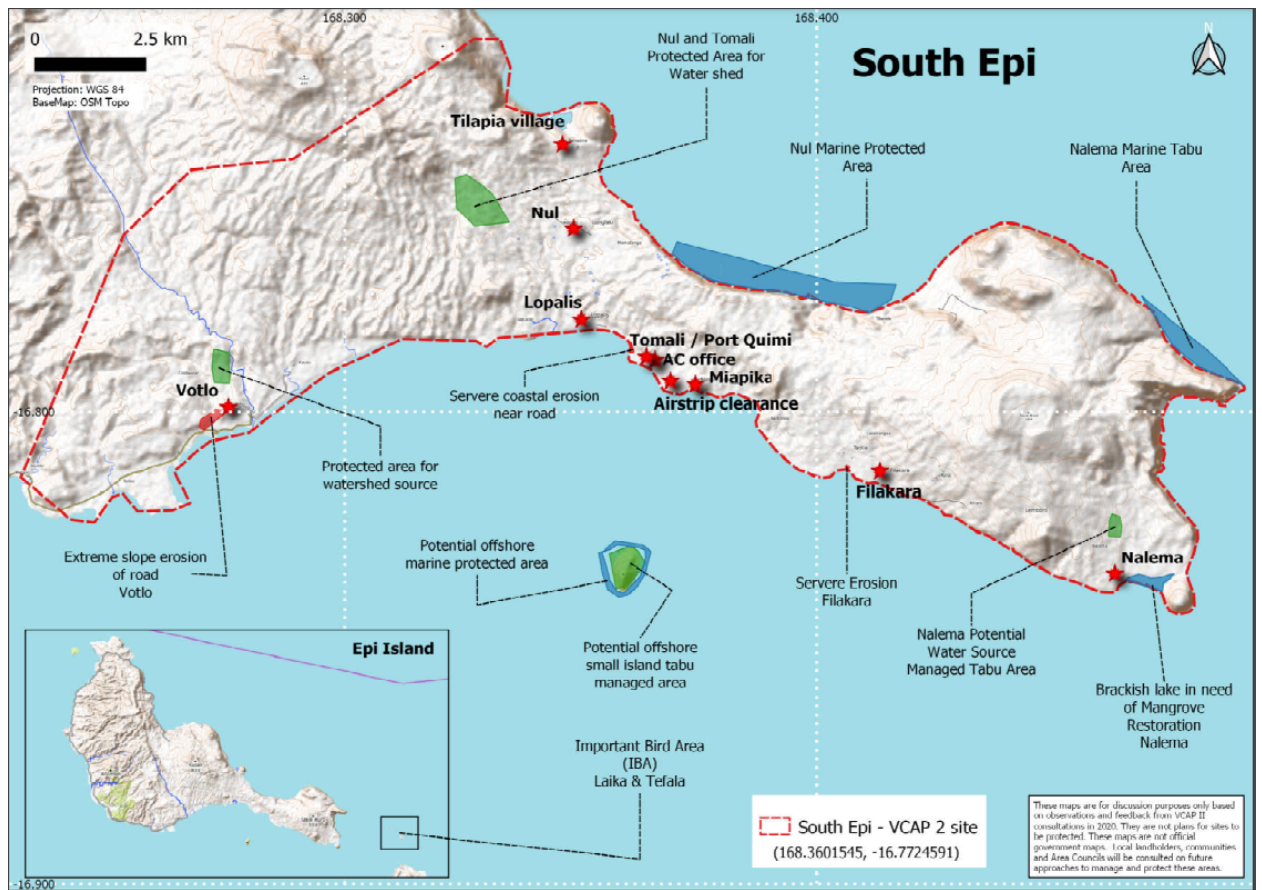 168.300
168.400
0 2.5 km
Projection: WGS 84
BaseMap: OSM Topo
South Epi
N
Nul and Tomali
Protected Area for
Water shed
Tilapia village
Nul Marine Protected
Area
Nalema Marine Tabu
Area
Nul
Lopalis
Tomali / Port Quimi
AC office
Miapika
Airstrip clearance
Servere coastal erosion
near road
Votlo
-16.800
Protected area for
watershed source
Filakara
Extreme slope erosion
of road
Votlo
Potential offshore
marine protected area
Nalema
Servere Erosion
Filakara
Potential offshore
small island tabu
managed area
Nalema Potential
Water Source
Managed Tabu Area
Brackish lake in need
of Mangrove
Restoration
Nalema
Epi Island
Important Bird Area
(IBA)
Laika & Tefala
South Epi - VCAP 2 site
(168.3601545, -16.7724591)
These maps are for discussion purposes only based
on observations and feedback from VCAP II
consultations in 2020. They are not plans for sites to
be protected. These maps are not official
government maps. Local landholders, communities
and Area Councils will be consulted on future
approaches to manage and protect these areas.
-16.900